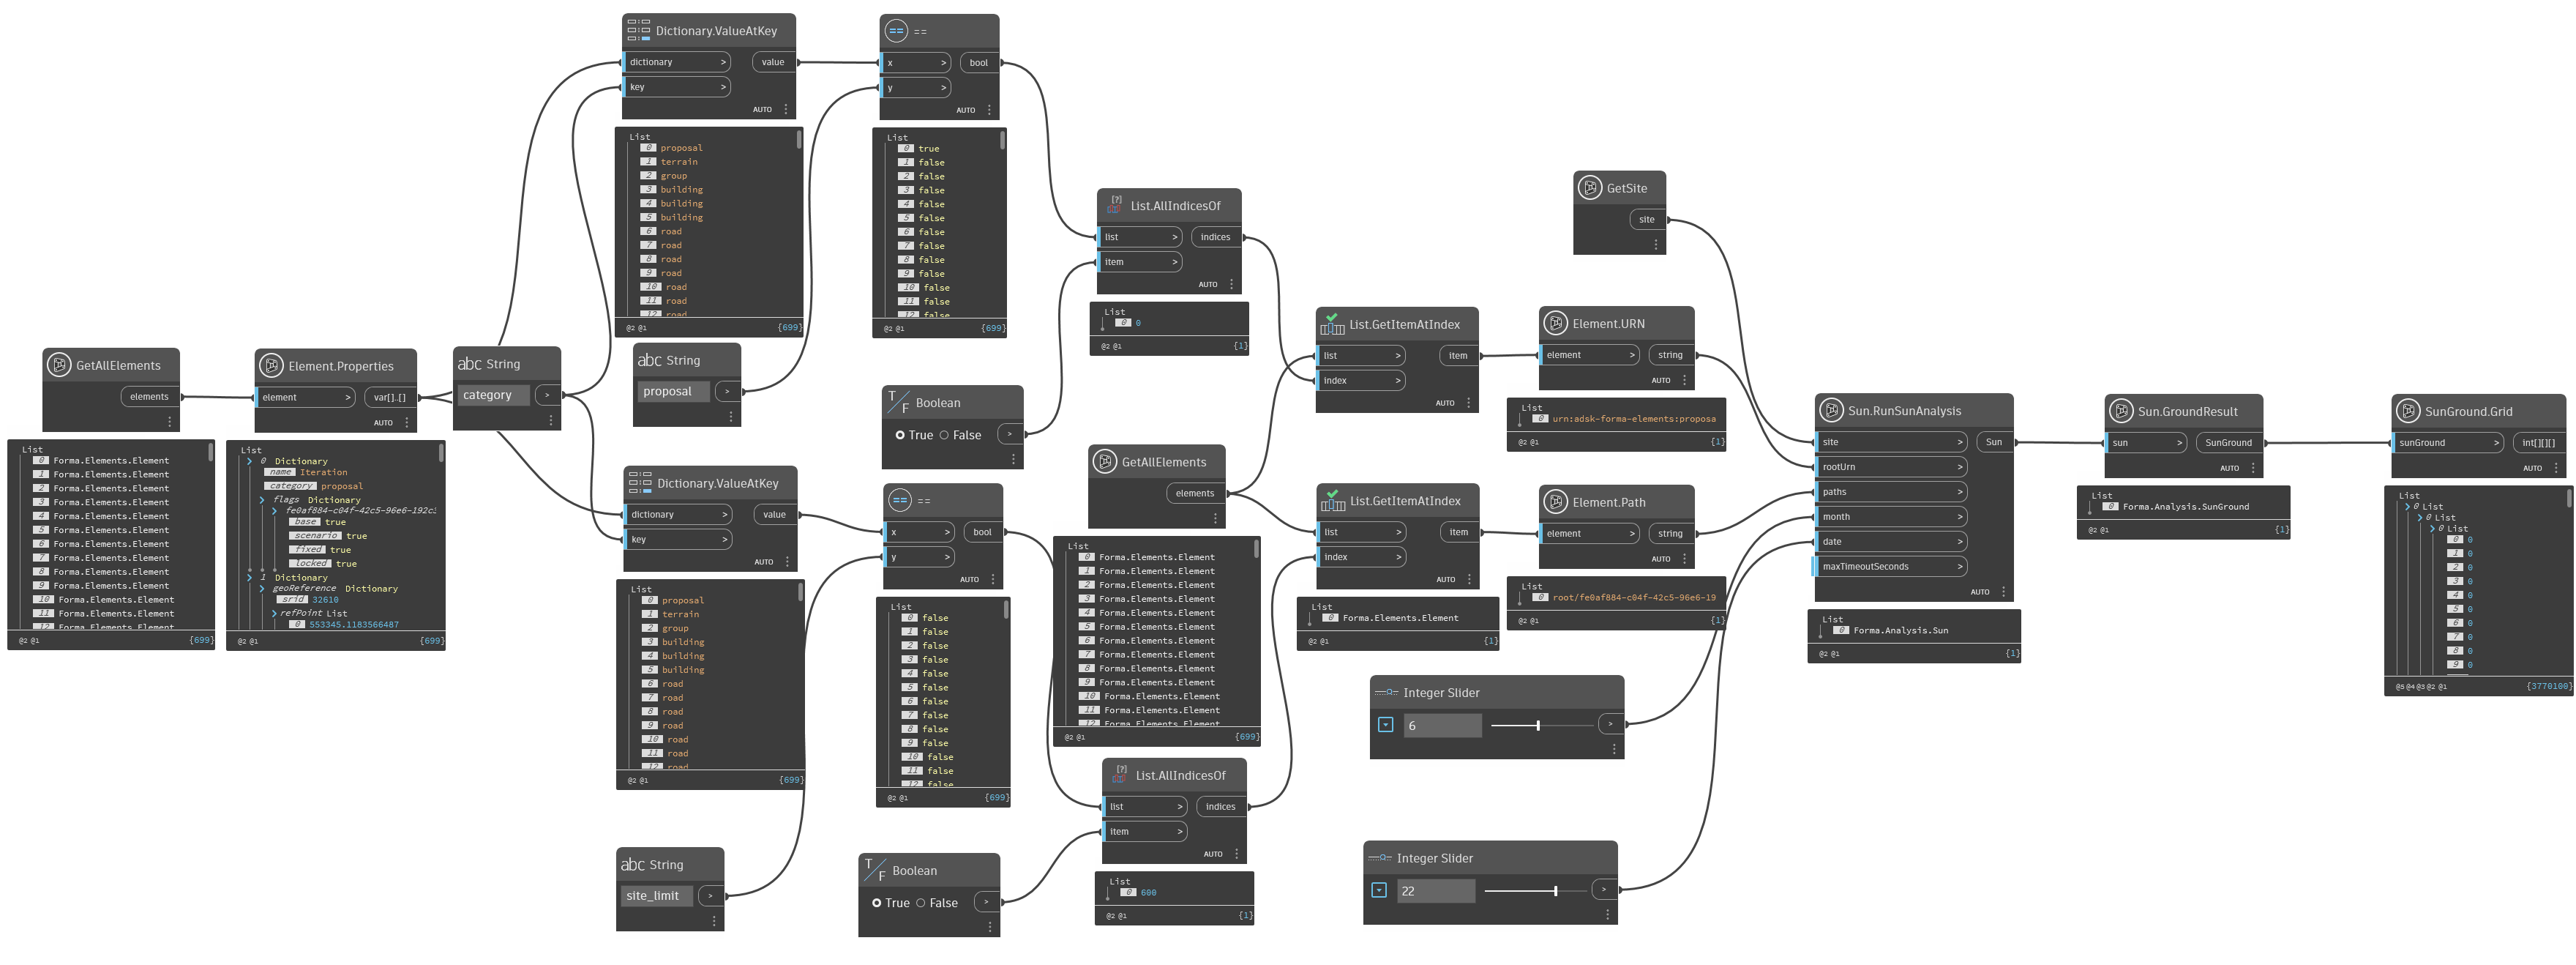 GetAllElements
elements
List
0 Forma.Elements.Element
1 Forma.Elements.Element
2 Forma.Elements.Element
3 Forma.Elements.Element
4 Forma.Elements.Element
5 Forma.Elements.Element
6 Forma.Elements.Element
7 Forma.Elements.Element
8 Forma.Elements.Element
9 Forma.Elements.Element
10 Forma.Elements.Element
11 Forma.Elements.Element
12 Forma.Elements.Element
@2 @1 {699}
Element.Properties
element > var[]..[]
AUTO
List
0 Dictionary
name Iteration
category proposal
flags Dictionary
fe0af884-c04f-42c5-96e6-192c:
base true
scenario true
fixed true
locked true
1 Dictionary
geoReference Dictionary
srid 32610
refPoint List
0 553345.1183566487
@2 @1 {699}
abc String
category >
Dictionary.ValueAtKey
dictionary > value
key >
AUTO
List
0 proposal
1 terrain
2 group
3 building
4 building
5 building
6 road
7 road
8 road
9 road
10 road
11 road
12 road
@2 @1 {699}
abc String
proposal >
Dictionary.ValueAtKey
dictionary > value
key >
AUTO
List
0 proposal
1 terrain
2 group
3 building
4 building
5 building
6 road
7 road
8 road
9 road
10 road
11 road
12 road
@2 @1 {699}
abc String
site_limit >
== ==
x > bool
y >
AUTO
List
0 true
1 false
2 false
3 false
4 false
5 false
6 false
7 false
8 false
9 false
10 false
11 false
12 false
@2 @1 {699}
T/F Boolean
True False >
== ==
x > bool
y >
AUTO
List
0 false
1 false
2 false
3 false
4 false
5 false
6 false
7 false
8 false
9 false
10 false
11 false
12 false
@2 @1 {699}
T/F Boolean
True False >
[?] List.AllIndicesOf
list > indices
item >
AUTO
List
0 0
@2 @1 {1}
GetAllElements
elements
List
0 Forma.Elements.Element
1 Forma.Elements.Element
2 Forma.Elements.Element
3 Forma.Elements.Element
4 Forma.Elements.Element
5 Forma.Elements.Element
6 Forma.Elements.Element
7 Forma.Elements.Element
8 Forma.Elements.Element
9 Forma.Elements.Element
10 Forma.Elements.Element
11 Forma.Elements.Element
12 Forma.Elements.Element
@2 @1 {699}
[?] List.AllIndicesOf
list > indices
item >
AUTO
List
0 600
@2 @1 {1}
List.GetItemAtIndex
list > item
index >
AUTO
List.GetItemAtIndex
list > item
index >
AUTO
List
0 Forma.Elements.Element
@2 @1 {1}
GetSite
site
Element.URN
element > string
AUTO
List
0 urn:adsk-forma-elements:proposa
@2 @1 {1}
Element.Path
element > string
AUTO
List
0 root/fe0af884-c04f-42c5-96e6-19
@2 @1 {1}
Integer Slider
6 >
Integer Slider
22 >
Sun.RunSunAnalysis
site > Sun
rootUrn >
paths >
month >
date >
maxTimeoutSeconds >
AUTO
List
0 Forma.Analysis.Sun
@2 @1 {1}
Sun.GroundResult
sun > SunGround
AUTO
List
0 Forma.Analysis.SunGround
@2 @1 {1}
SunGround.Grid
sunGround > int[][][]
AUTO
List
0 List
0 List
0 List
0 0
1 0
2 0
3 0
4 0
5 0
6 0
7 0
8 0
9 0
@5 @4 @3 @2 @1 {3770100}